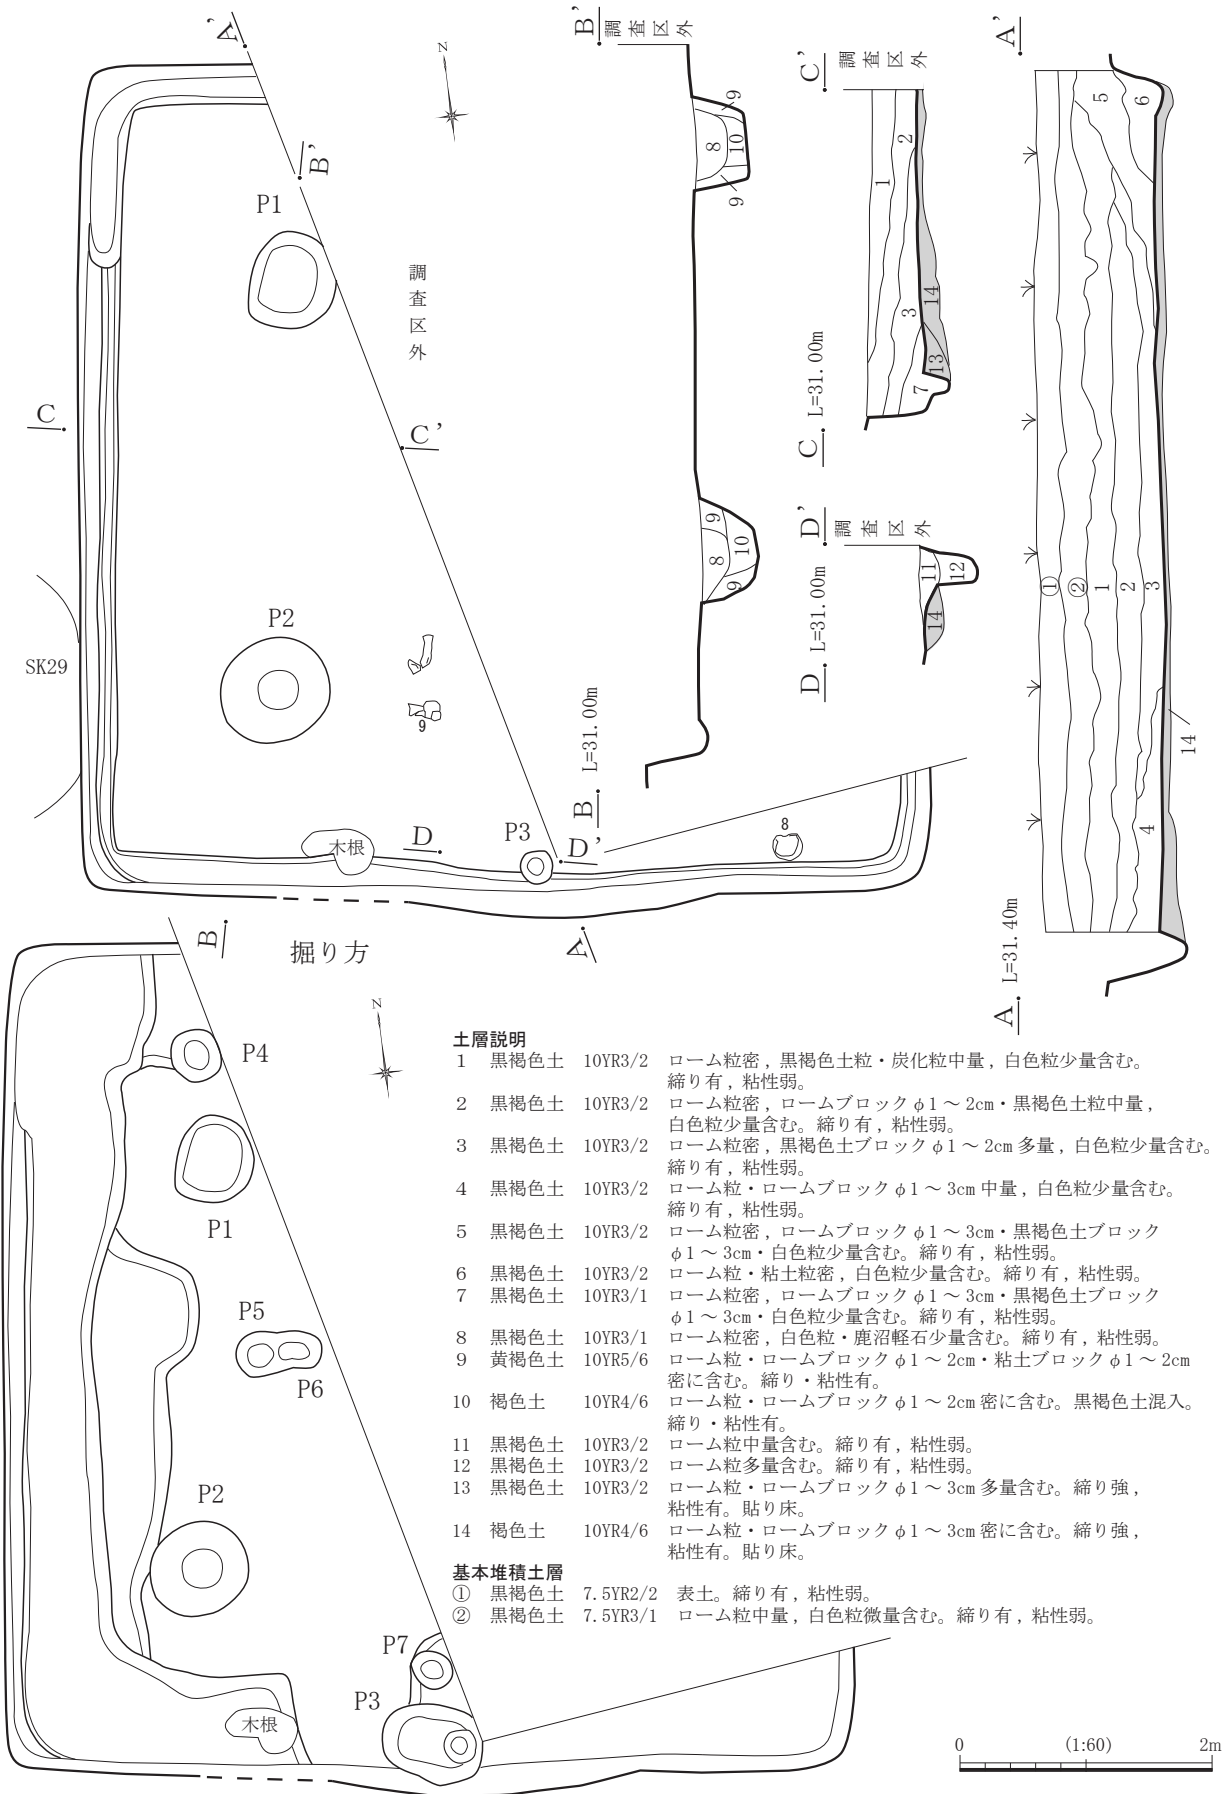 A'
Z
B'
P1
調査区外
C
C'
P2
SK29
9
8
木根
D
P3
D'
B
A
B'
調査区外
9
8
10
9
9
8
10
9
B
L=31.00m
C'
調査区外
1
2
3
14
13
7
C
L=31.00m
D'
調査区外
11
12
14
D
L=31.00m
A'
5
6
①
②
1
2
3
4
14
A
L=31.40m
掘り方
Z
P4
P1
P5
P6
P2
P7
P3
木根
土層説明
1 黒褐色土 10YR3/2 ローム粒密，黒褐色土粒・炭化粒中量，白色粒少量含む。
締り有，粘性弱。
2 黒褐色土 10YR3/2 ローム粒密，ロームブロックφ1～2cm・黒褐色土粒中量，
白色粒少量含む。締り有，粘性弱。
3 黒褐色土 10YR3/2 ローム粒密，黒褐色土ブロックφ1～2cm多量，白色粒少量含む。
締り有，粘性弱。
4 黒褐色土 10YR3/2 ローム粒・ロームブロックφ1～3cm中量，白色粒少量含む。
締り有，粘性弱。
5 黒褐色土 10YR3/2 ローム粒密，ロームブロックφ1～3cm・黒褐色土ブロック
φ1～3cm・白色粒少量含む。締り有，粘性弱。
6 黒褐色土 10YR3/2 ローム粒・粘土粒密，白色粒少量含む。締り有，粘性弱。
7 黒褐色土 10YR3/1 ローム粒密，ロームブロックφ1～3cm・黒褐色土ブロック
φ1～3cm・白色粒少量含む。締り有，粘性弱。
8 黒褐色土 10YR3/1 ローム粒密，白色粒・鹿沼軽石少量含む。締り有，粘性弱。
9 黄褐色土 10YR5/6 ローム粒・ロームブロックφ1～2cm・粘土ブロックφ1～2cm
密に含む。締り・粘性有。
10 褐色土 10YR4/6 ローム粒・ロームブロックφ1～2cm密に含む。黒褐色土混入。
締り・粘性有。
11 黒褐色土 10YR3/2 ローム粒中量含む。締り有，粘性弱。
12 黒褐色土 10YR3/2 ローム粒多量含む。締り有，粘性弱。
13 黒褐色土 10YR3/2 ローム粒・ロームブロックφ1～3cm多量含む。締り強，
粘性有。貼り床。
14 褐色土 10YR4/6 ローム粒・ロームブロックφ1～3cm密に含む。締り強，
粘性有。貼り床。
基本堆積土層
① 黒褐色土 7.5YR2/2 表土。締り有，粘性弱。
② 黒褐色土 7.5YR3/1 ローム粒中量，白色粒微量含む。締り有，粘性弱。
B
0 (1:60) 2m